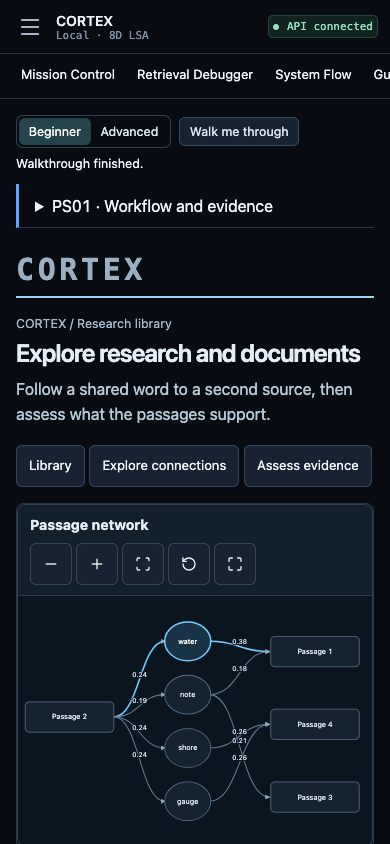 CORTEX
Local · 8D LSA
● API connected
Mission Control Retrieval Debugger System Flow Gu
Beginner Advanced Walk me through
Walkthrough finished.
▶ PS01 · Workflow and evidence
CORTEX
CORTEX / Research library
Explore research and documents
Follow a shared word to a second source, then
assess what the passages support.
Library Explore connections Assess evidence
Passage network
water
0.38
Passage 1
0.18
0.24
note
0.19
Passage 2
0.24
shore
0.26
0.21
Passage 4
0.26
0.24
gauge
Passage 3